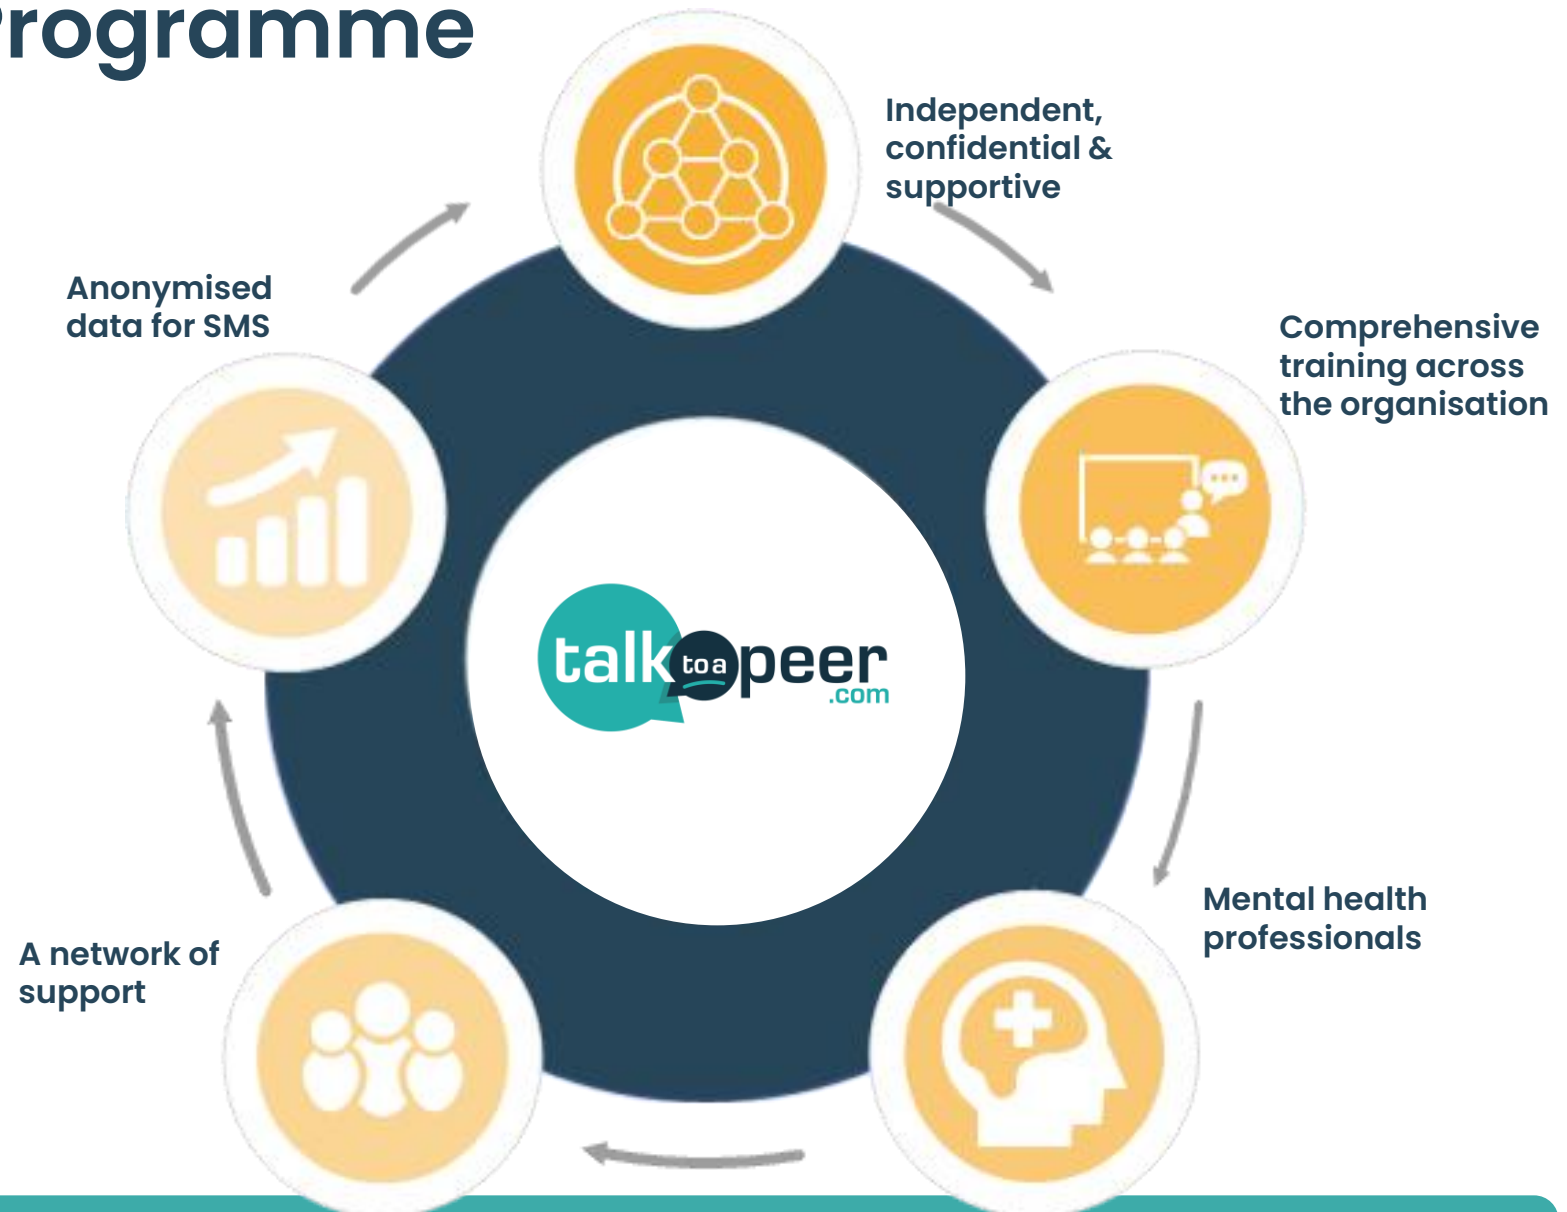 rogramme
Independent,
confidential &
supportive
Comprehensive
training across
the organisation
Mental health
professionals
A network of
support
Anonymised
data for SMS
talk to a peer
.com